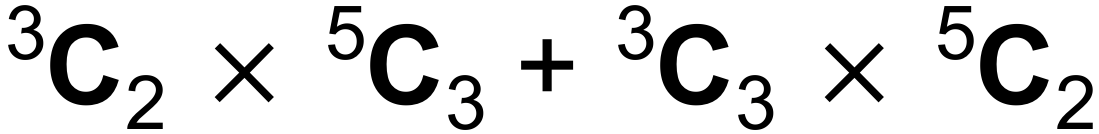 ³C₂ × ⁵C₃ + ³C₃ × ⁵C₂